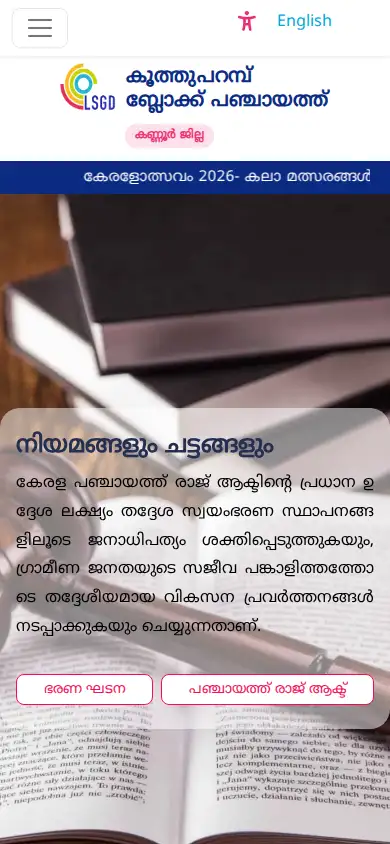 English
കൂത്തുപറമ്പ്
ബ്ലോക്ക് പഞ്ചായത്ത്
LSGD
കണ്ണൂർ ജില്ല
കേരളോത്സവം 2026- കലാ മത്സരങ്ങൾ
നിയമങ്ങളും ചട്ടങ്ങളും
കേരള പഞ്ചായത്ത് രാജ് ആക്ടിന്റെ പ്രധാന ഉ
ദ്ദേശ ലക്ഷ്യം തദ്ദേശ സ്വയംഭരണ സ്ഥാപനങ്ങ
ളിലൂടെ ജനാധിപത്യം ശക്തിപ്പെടുത്തുകയും,
ഗ്രാമീണ ജനതയുടെ സജീവ പങ്കാളിത്തത്തോ
ടെ തദ്ദേശീയമായ വികസന പ്രവർത്തനങ്ങൾ
നടപ്പാക്കുകയും ചെയ്യുന്നതാണ്.
ഭരണ ഘടന
പഞ്ചായത്ത് രാജ് ആക്ട്